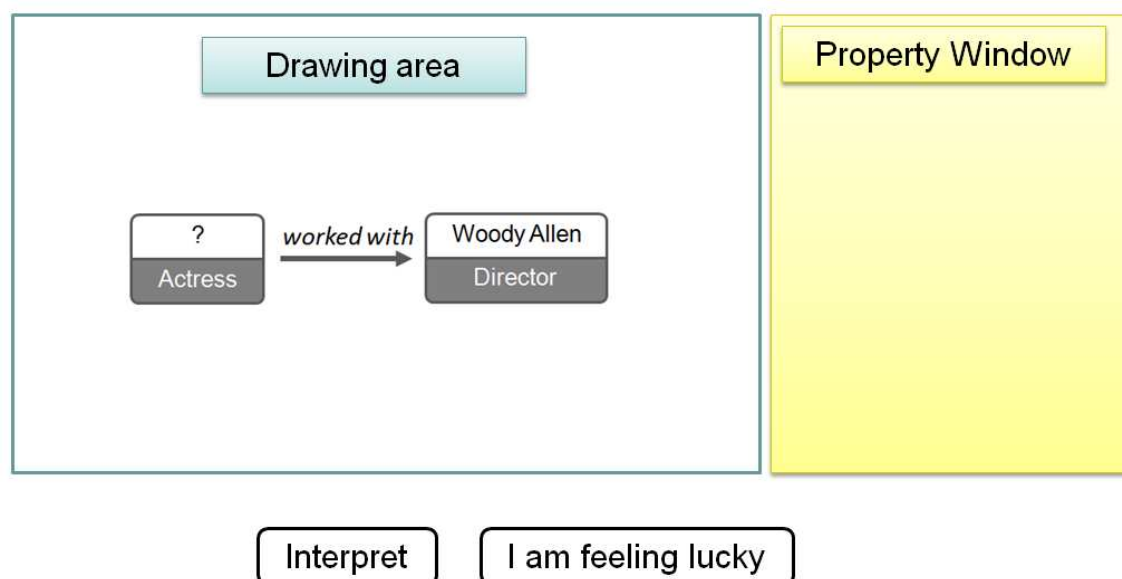 Drawing area
Property Window
?
Actress
worked with
Woody Allen
Director
Interpret
I am feeling lucky